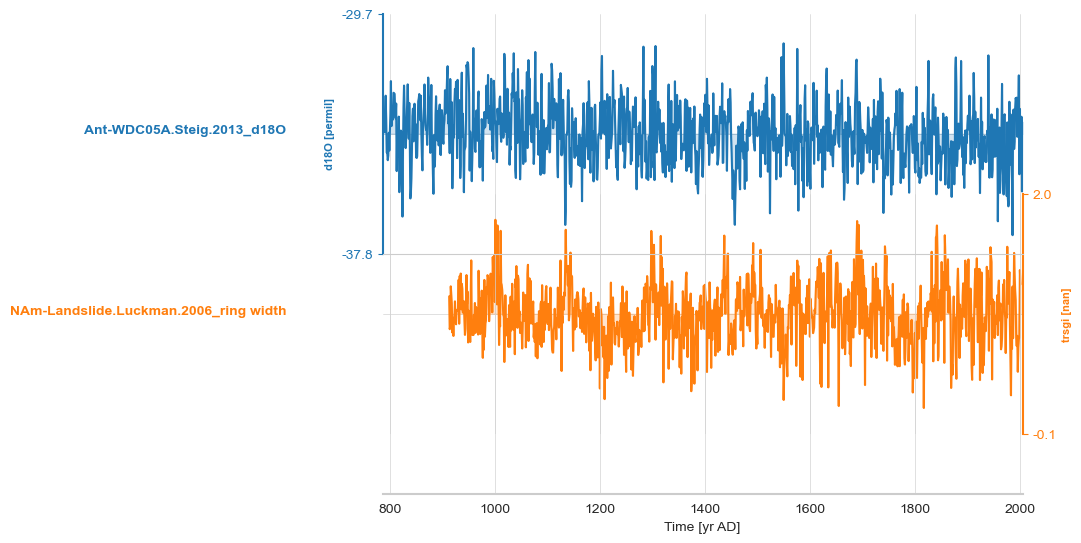 -29.7
Ant-WDC05A.Steig.2013_d18O
d18O [permil]
2.0
-37.8
NAm-Landslide.Luckman.2006_ring width
trsgi [nan]
-0.1
800 1000 1200 1400 1600 1800 2000
Time [yr AD]